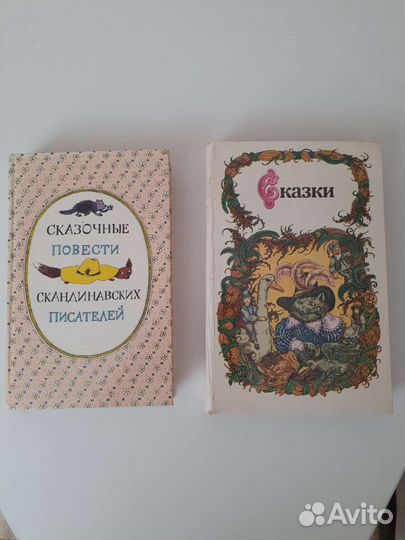 СКАЗОЧНЫЕ
ПОВЕСТИ
СКАНДИНАВСКИХ
ПИСАТЕЛЕЙ
Сказки
Avito